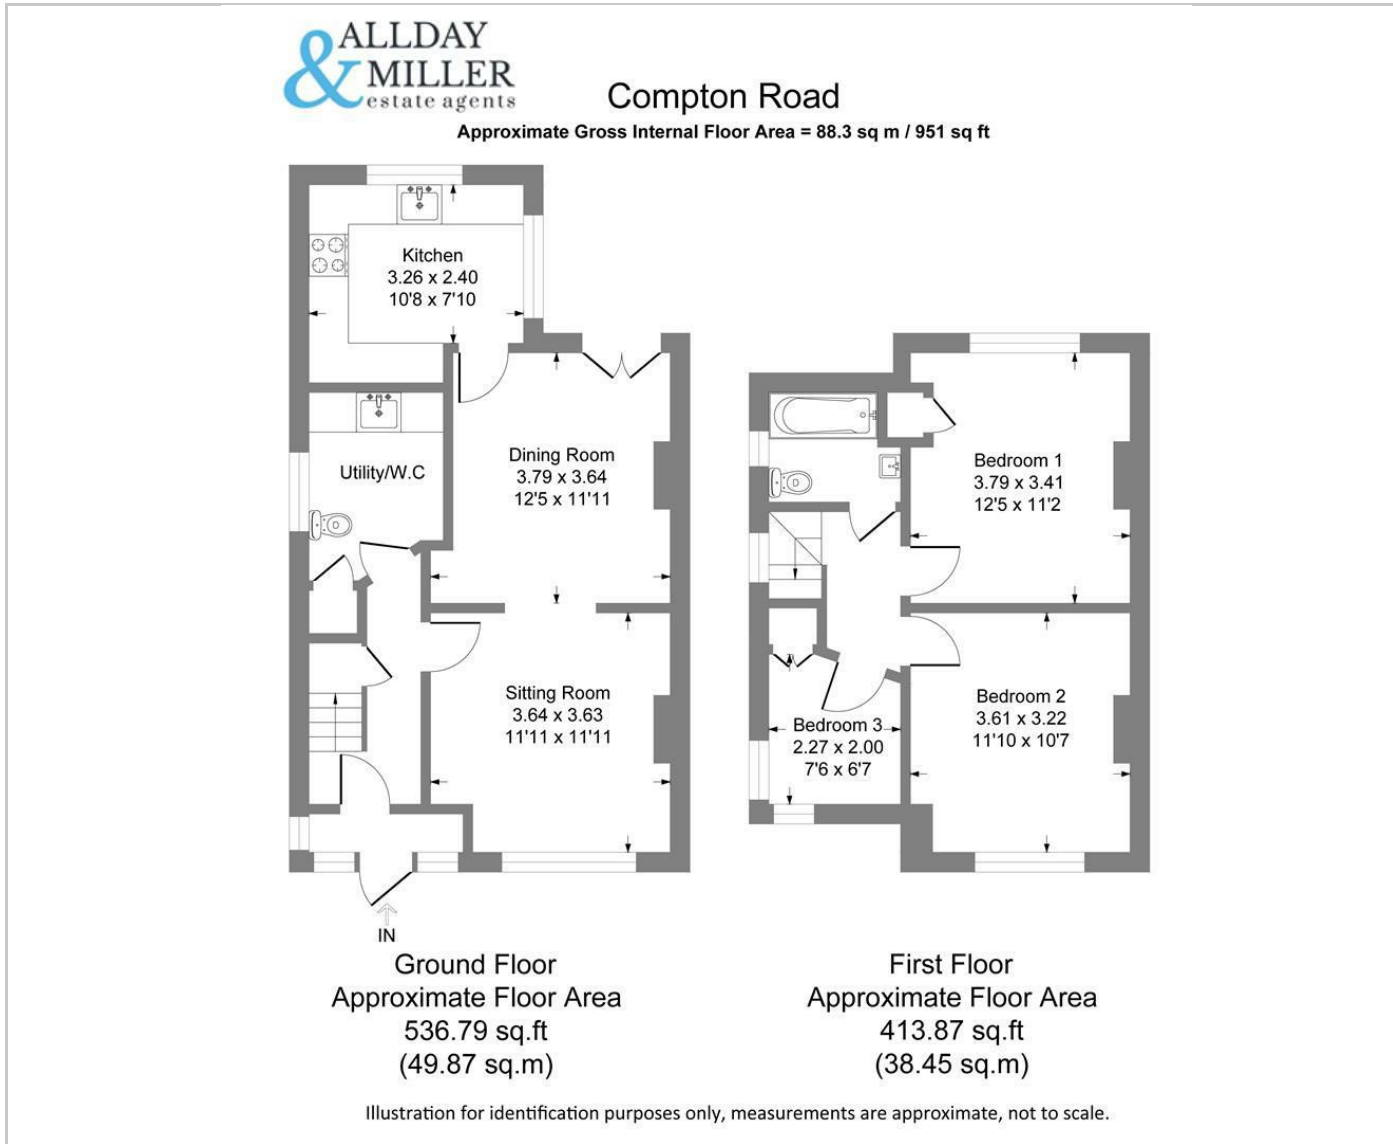 ALLDAY
& MILLER
estate agents
Compton Road
Approximate Gross Internal Floor Area = 88.3 sq m / 951 sq ft
Kitchen
3.26 x 2.40
10'8 x 7'10
Utility/W.C
Dining Room
3.79 x 3.64
12'5 x 11'11
Sitting Room
3.64 x 3.63
11'11 x 11'11
IN
Bedroom 1
3.79 x 3.41
12'5 x 11'2
Bedroom 2
3.61 x 3.22
11'10 x 10'7
Bedroom 3
2.27 x 2.00
7'6 x 6'7
Ground Floor
Approximate Floor Area
536.79 sq.ft
(49.87 sq.m)
First Floor
Approximate Floor Area
413.87 sq.ft
(38.45 sq.m)
Illustration for identification purposes only, measurements are approximate, not to scale.